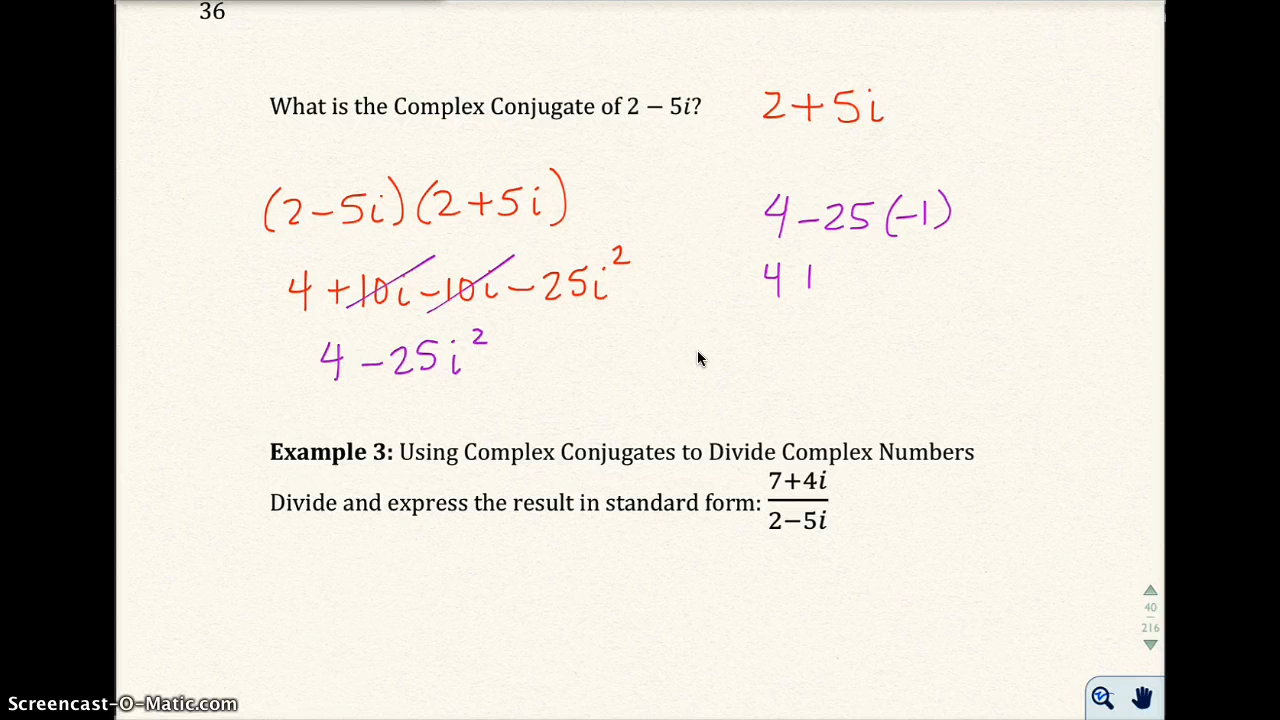 36
What is the Complex Conjugate of 2 − 5i? 2+5i
(2-5i)(2+5i) 4-25(-1)
4+10i-10i-25i² 4 |
4-25i²
Example 3: Using Complex Conjugates to Divide Complex Numbers
Divide and express the result in standard form: 7+4i/2−5i
40
216
Screencast-O-Matic.com